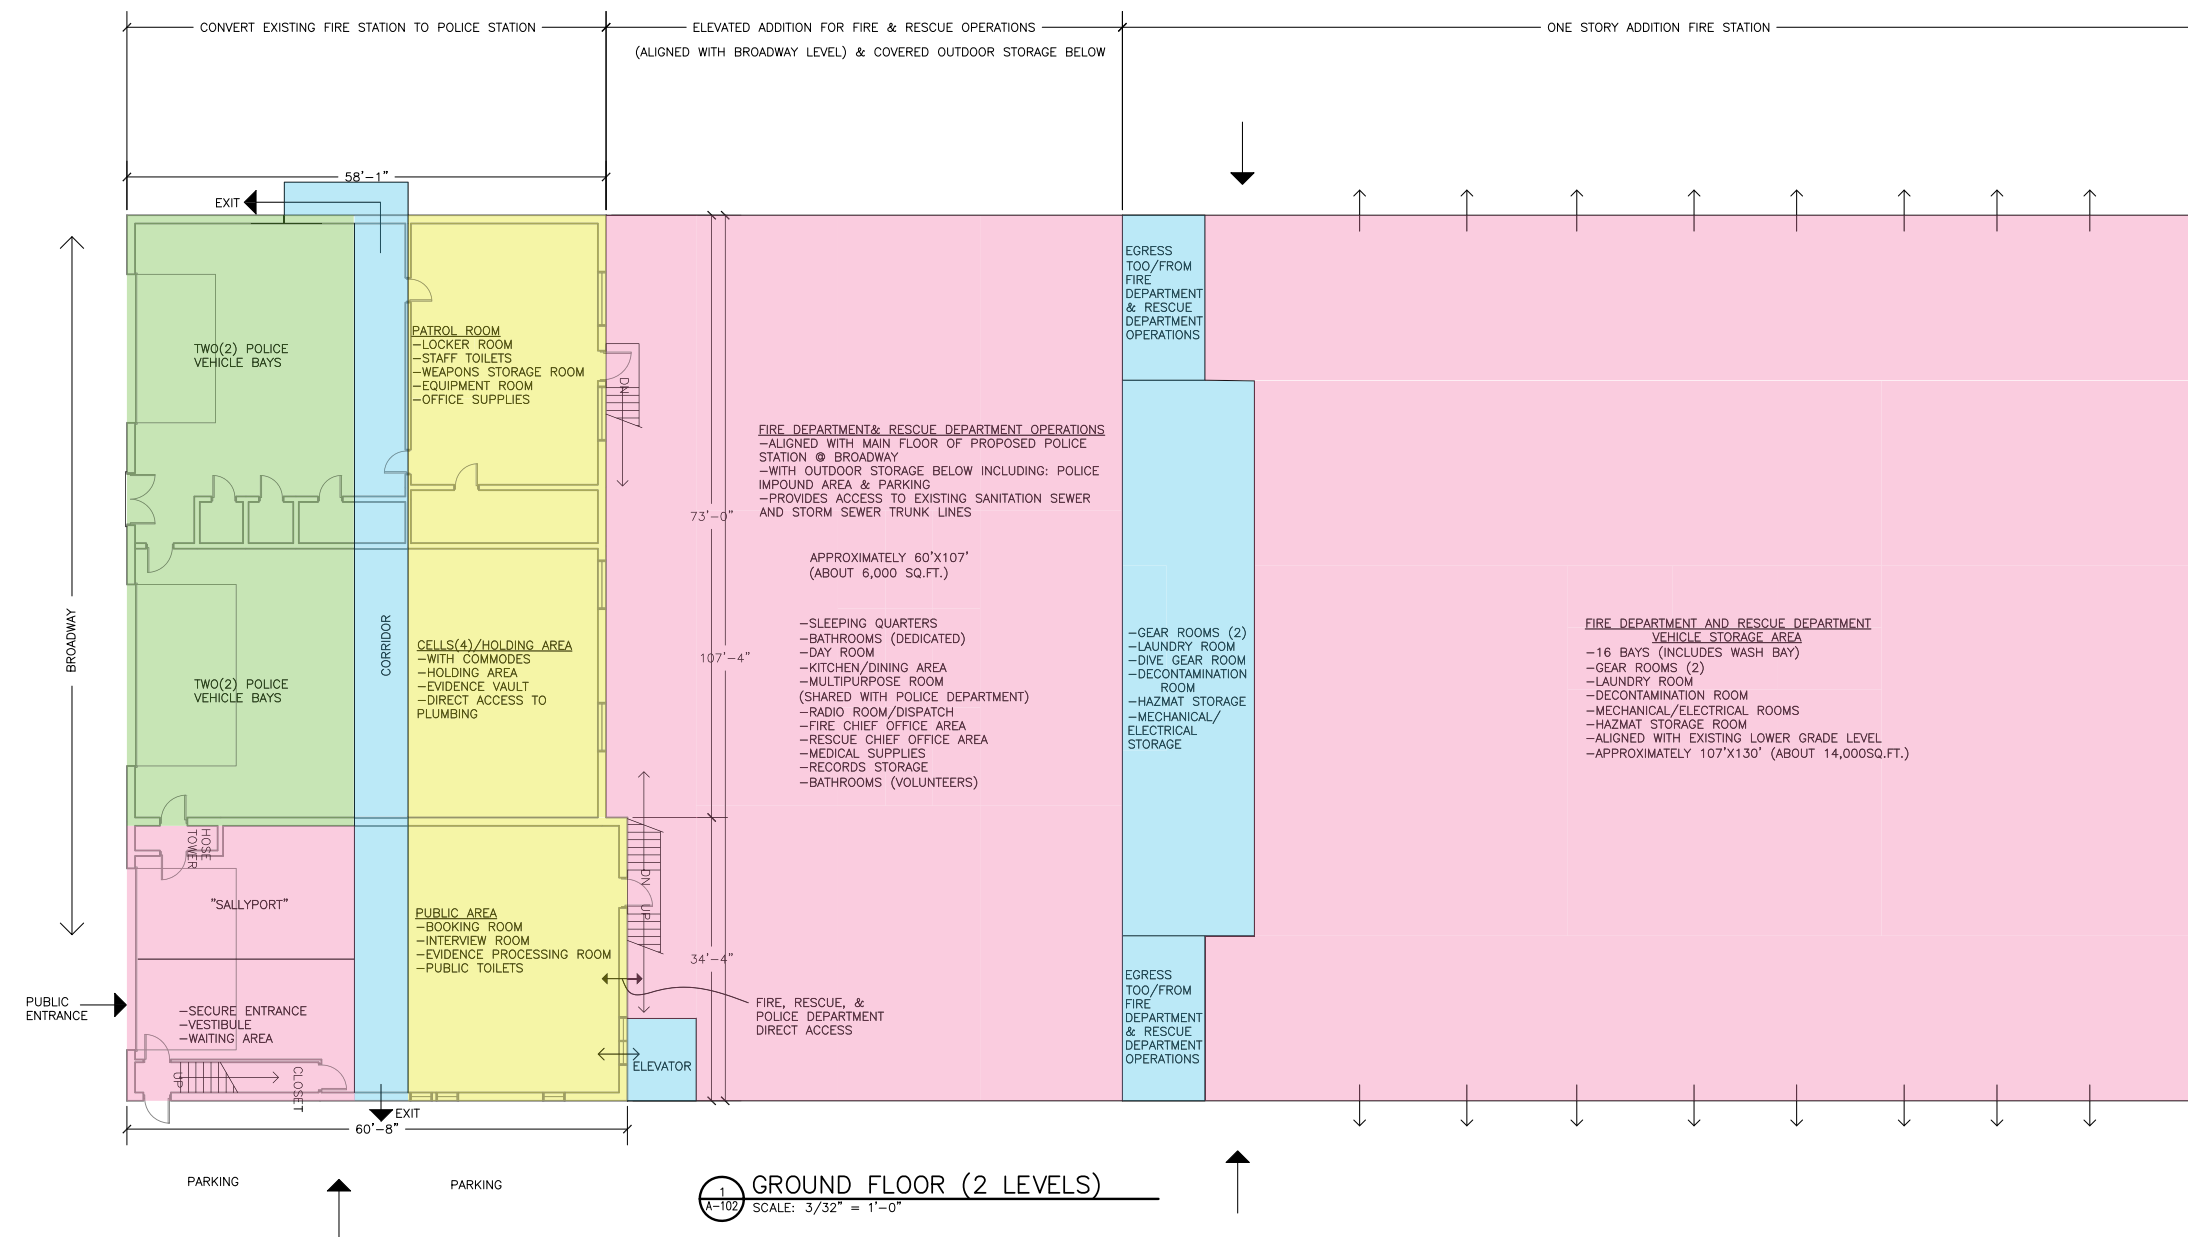 CONVERT EXISTING FIRE STATION TO POLICE STATION
ELEVATED ADDITION FOR FIRE & RESCUE OPERATIONS
(ALIGNED WITH BROADWAY LEVEL) & COVERED OUTDOOR STORAGE BELOW
ONE STORY ADDITION FIRE STATION
58'-1"
EXIT
BROADWAY
TWO(2) POLICE
VEHICLE BAYS
PATROL ROOM
-LOCKER ROOM
-STAFF TOILETS
-WEAPONS STORAGE ROOM
-EQUIPMENT ROOM
-OFFICE SUPPLIES
DN
CORRIDOR
TWO(2) POLICE
VEHICLE BAYS
CELLS(4)/HOLDING AREA
-WITH COMMODES
-HOLDING AREA
-EVIDENCE VAULT
-DIRECT ACCESS TO
PLUMBING
HOSE
TOWER
"SALLYPORT"
PUBLIC AREA
-BOOKING ROOM
-INTERVIEW ROOM
-EVIDENCE PROCESSING ROOM
-PUBLIC TOILETS
DN
UP
PUBLIC
ENTRANCE
-SECURE ENTRANCE
-VESTIBULE
-WAITING AREA
UP
CLOSET
EXIT
60'-8"
ELEVATOR
73'-0"
107'-4"
34'-4"
FIRE DEPARTMENT& RESCUE DEPARTMENT OPERATIONS
-ALIGNED WITH MAIN FLOOR OF PROPOSED POLICE
STATION @ BROADWAY
-WITH OUTDOOR STORAGE BELOW INCLUDING: POLICE
IMPOUND AREA & PARKING
-PROVIDES ACCESS TO EXISTING SANITATION SEWER
AND STORM SEWER TRUNK LINES
APPROXIMATELY 60'X107'
(ABOUT 6,000 SQ.FT.)
-SLEEPING QUARTERS
-BATHROOMS (DEDICATED)
-DAY ROOM
-KITCHEN/DINING AREA
-MULTIPURPOSE ROOM
(SHARED WITH POLICE DEPARTMENT)
-RADIO ROOM/DISPATCH
-FIRE CHIEF OFFICE AREA
-RESCUE CHIEF OFFICE AREA
-MEDICAL SUPPLIES
-RECORDS STORAGE
-BATHROOMS (VOLUNTEERS)
FIRE, RESCUE, &
POLICE DEPARTMENT
DIRECT ACCESS
EGRESS
TOO/FROM
FIRE
DEPARTMENT
& RESCUE
DEPARTMENT
OPERATIONS
-GEAR ROOMS (2)
-LAUNDRY ROOM
-DIVE GEAR ROOM
-DECONTAMINATION
ROOM
-HAZMAT STORAGE
-MECHANICAL/
ELECTRICAL
STORAGE
EGRESS
TOO/FROM
FIRE
DEPARTMENT
& RESCUE
DEPARTMENT
OPERATIONS
FIRE DEPARTMENT AND RESCUE DEPARTMENT
VEHICLE STORAGE AREA
-16 BAYS (INCLUDES WASH BAY)
-GEAR ROOMS (2)
-LAUNDRY ROOM
-DECONTAMINATION ROOM
-MECHANICAL/ELECTRICAL ROOMS
-HAZMAT STORAGE ROOM
-ALIGNED WITH EXISTING LOWER GRADE LEVEL
-APPROXIMATELY 107'X130' (ABOUT 14,000SQ.FT.)
PARKING
PARKING
1
A-102
GROUND FLOOR (2 LEVELS)
SCALE: 3/32" = 1'-0"